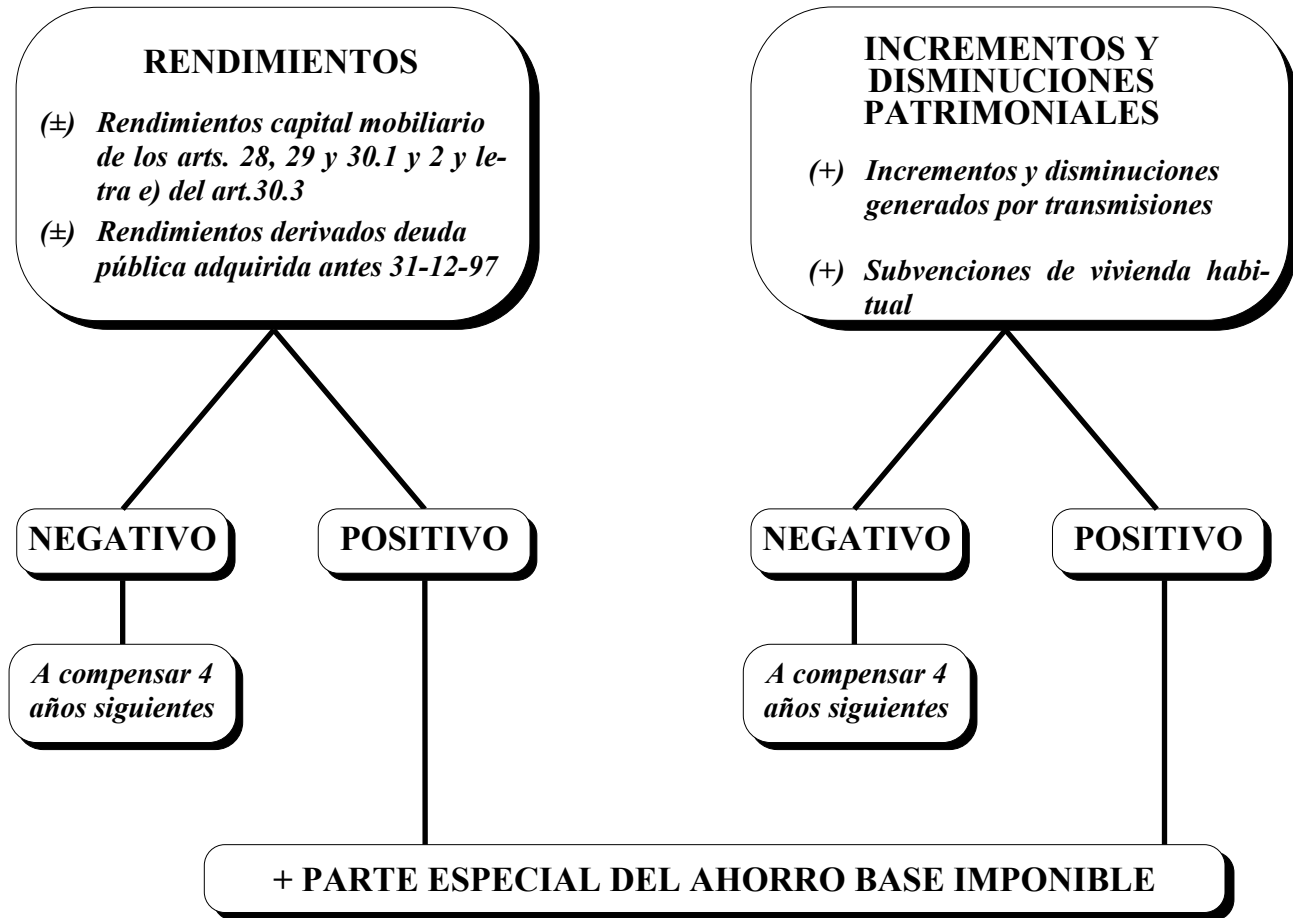 RENDIMIENTOS
(±) Rendimientos capital mobiliario
de los arts. 28, 29 y 30.1 y 2 y le-
tra e) del art.30.3
(±) Rendimientos derivados deuda
pública adquirida antes 31-12-97
INCREMENTOS Y
DISMINUCIONES
PATRIMONIALES
(+) Incrementos y disminuciones
generados por transmisiones
(+) Subvenciones de vivienda habi-
tual
NEGATIVO
POSITIVO
NEGATIVO
POSITIVO
A compensar 4
años siguientes
A compensar 4
años siguientes
+ PARTE ESPECIAL DEL AHORRO BASE IMPONIBLE